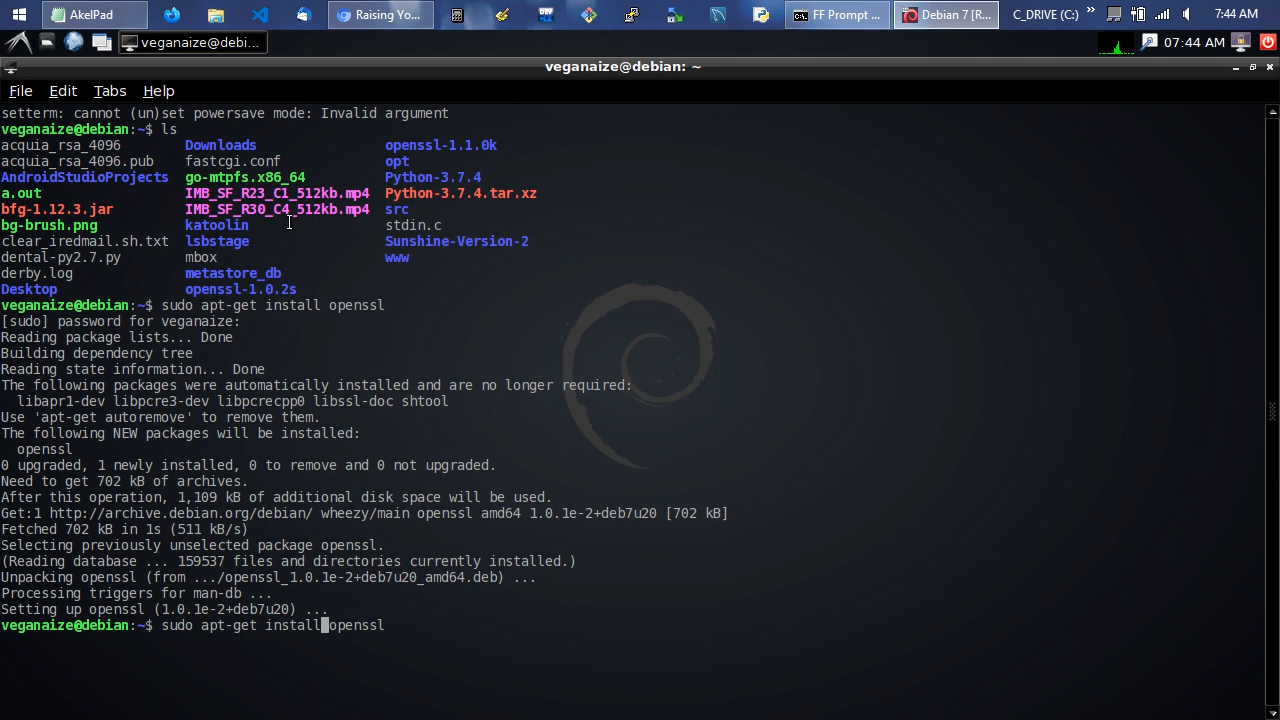 AkelPad
Raising Yo...
FF Prompt ...
Debian 7 [R...
C_DRIVE (C:)
»
7:44 AM
veganaize@debi...
07:44 AM
veganaize@debian: ~
File Edit Tabs Help
setterm: cannot (un)set powersave mode: Invalid argument
veganaize@debian:~$ ls
acquia_rsa_4096 Downloads openssl-1.1.0k
acquia_rsa_4096.pub fastcgi.conf opt
AndroidStudioProjects go-mtpfs.x86_64 Python-3.7.4
a.out IMB_SF_R23_C1_512kb.mp4 Python-3.7.4.tar.xz
bfg-1.12.3.jar IMB_SF_R30_C4_512kb.mp4 src
bg-brush.png katoolin stdin.c
clear_iredmail.sh.txt lsbstage Sunshine-Version-2
dental-py2.7.py mbox www
derby.log metastore_db
Desktop openssl-1.0.2s
veganaize@debian:~$ sudo apt-get install openssl
[sudo] password for veganaize:
Reading package lists... Done
Building dependency tree
Reading state information... Done
The following packages were automatically installed and are no longer required:
libapr1-dev libpcre3-dev libpcrecpp0 libssl-doc shtool
Use 'apt-get autoremove' to remove them.
The following NEW packages will be installed:
openssl
0 upgraded, 1 newly installed, 0 to remove and 0 not upgraded.
Need to get 702 kB of archives.
After this operation, 1,109 kB of additional disk space will be used.
Get:1 http://archive.debian.org/debian/ wheezy/main openssl amd64 1.0.1e-2+deb7u20 [702 kB]
Fetched 702 kB in 1s (511 kB/s)
Selecting previously unselected package openssl.
(Reading database ... 159537 files and directories currently installed.)
Unpacking openssl (from .../openssl_1.0.1e-2+deb7u20_amd64.deb) ...
Processing triggers for man-db ...
Setting up openssl (1.0.1e-2+deb7u20) ...
veganaize@debian:~$ sudo apt-get install openssl